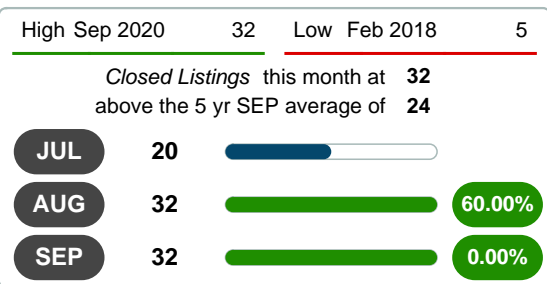 High Sep 2020 32 Low Feb 2018 5
Closed Listings this month at 32
above the 5 yr SEP average of 24
JUL 20
AUG 32 60.00%
SEP 32 0.00%